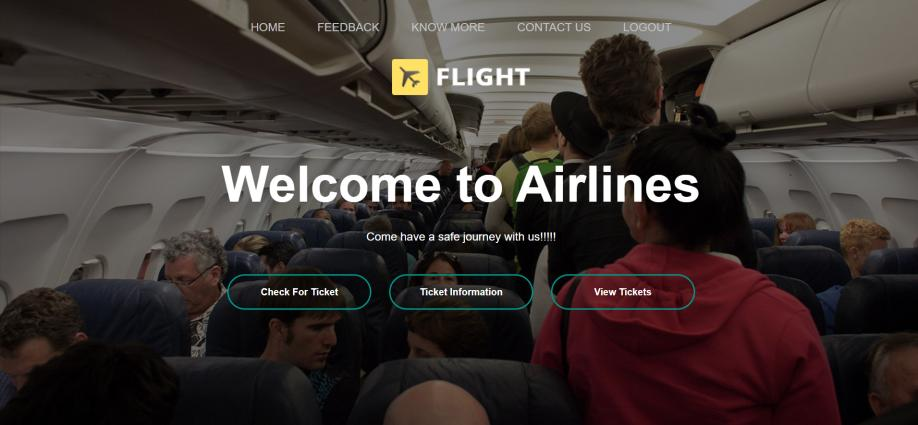 HOME FEEDBACK KNOW MORE CONTACT US LOGOUT
FLIGHT
Welcome to Airlines
Come have a safe journey with us!!!!!
Check For Ticket Ticket Information View Tickets